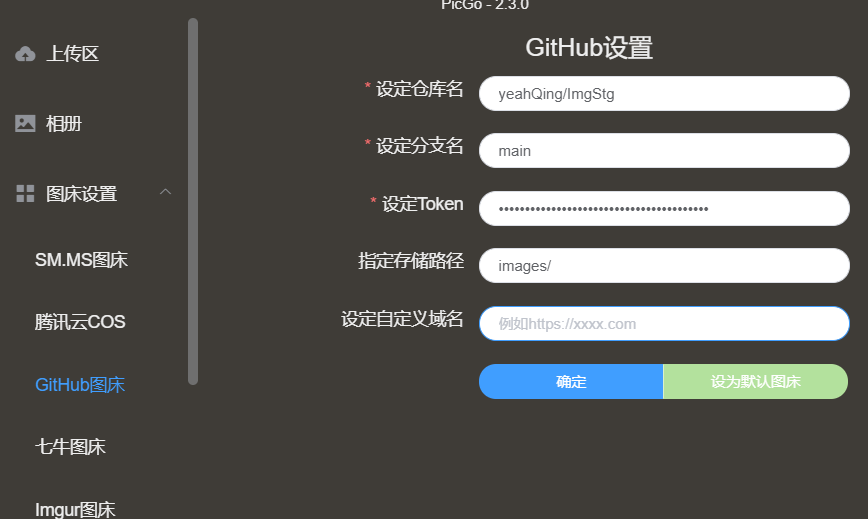 PicGo - 2.3.0
上传区
相册
图床设置
SM.MS图床
腾讯云COS
GitHub图床
七牛图床
Imgur图床
GitHub设置
* 设定仓库名
yeahQing/ImgStg
* 设定分支名
main
* 设定Token
指定存储路径
images/
设定自定义域名
例如https://xxxx.com
确定
设为默认图床